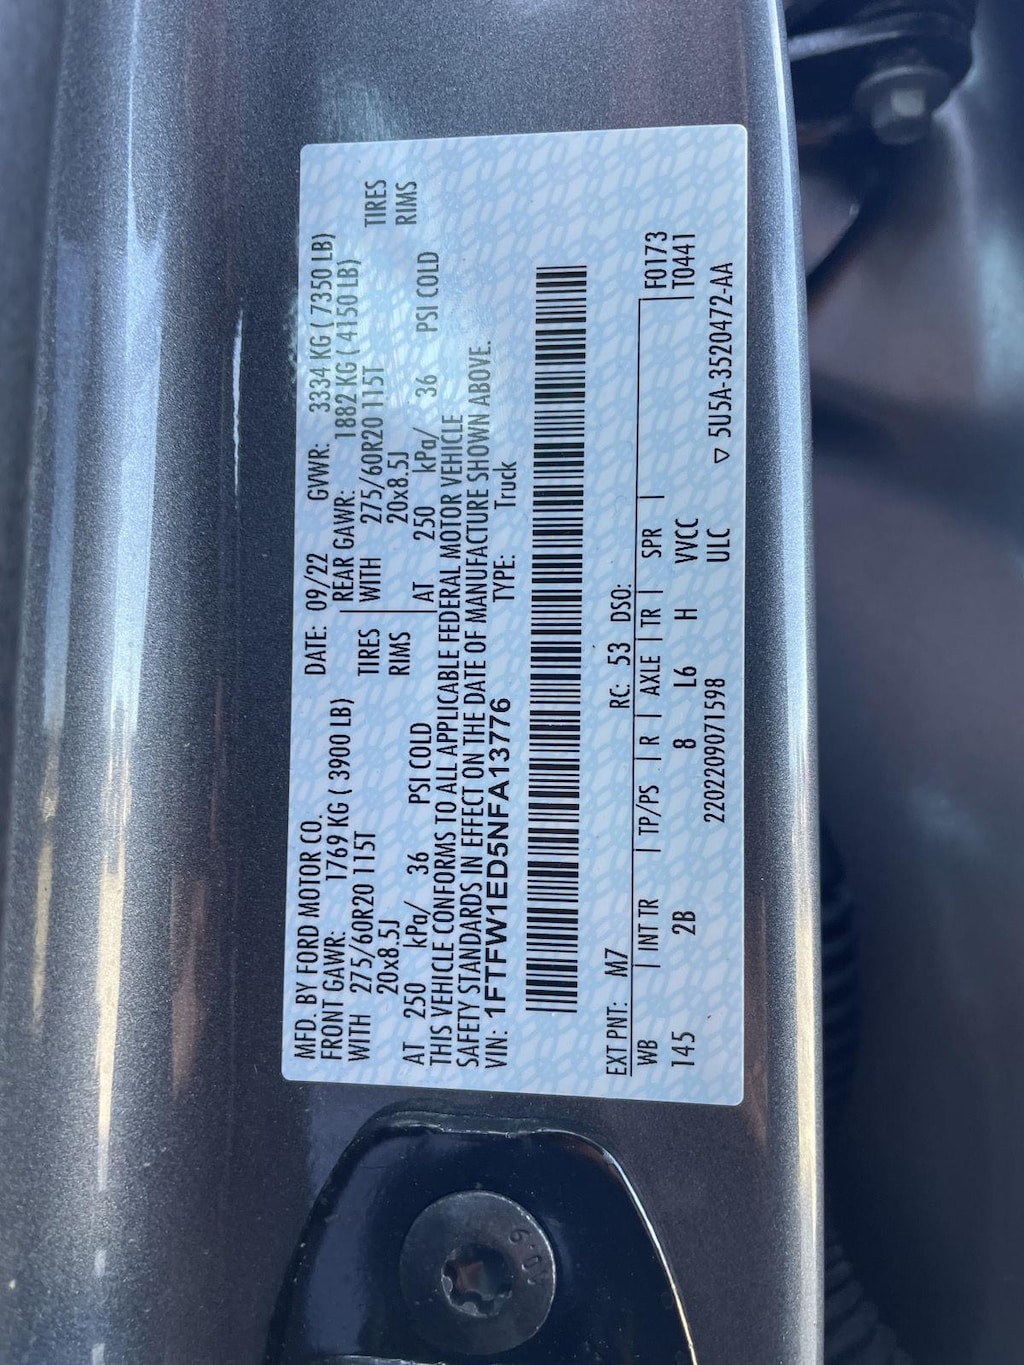 MFD. BY FORD MOTOR CO.
DATE: 09/22 GVWR: 3334 KG ( 7350 LB)
FRONT GAWR: 1769 KG ( 3900 LB)
REAR GAWR: 1882 KG ( 4150 LB)
WITH 275/60R20 115T TIRES
WITH 275/60R20 115T TIRES
20x8.5J RIMS
20x8.5J RIMS
AT 250 kPa/ 36 PSI COLD
AT 250 kPa/ 36 PSI COLD
THIS VEHICLE CONFORMS TO ALL APPLICABLE FEDERAL MOTOR VEHICLE
SAFETY STANDARDS IN EFFECT ON THE DATE OF MANUFACTURE SHOWN ABOVE.
VIN: 1FTFW1ED5NFA13776 TYPE: Truck
EXT PNT: M7 RC: 53 DSO:
WB INT TR TP/PS R AXLE TR SPR F0173
145 2B 8 L6 H VVCC T0441
2202209071598 ULC ▽ 5U5A-3520472-AA
10.9